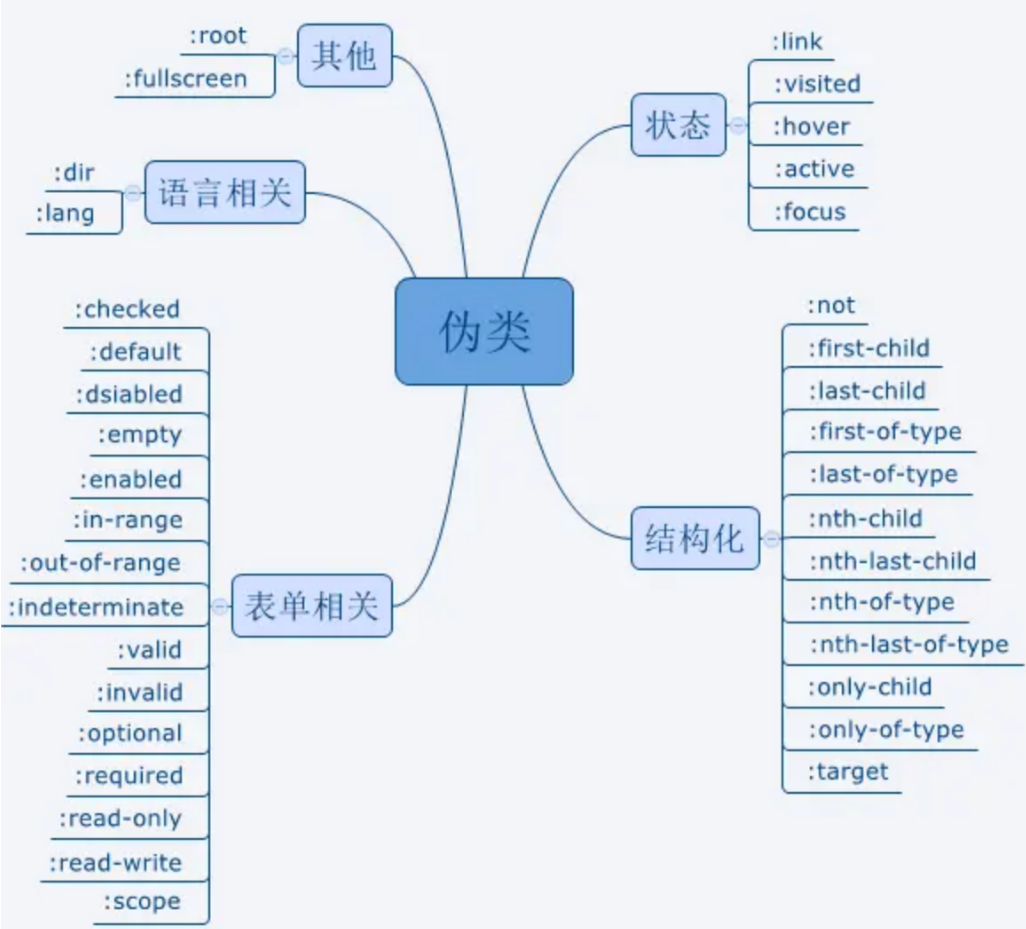 伪类
其他
:root
:fullscreen
语言相关
:dir
:lang
表单相关
:checked
:default
:dsiabled
:empty
:enabled
:in-range
:out-of-range
:indeterminate
:valid
:invalid
:optional
:required
:read-only
:read-write
:scope
状态
:link
:visited
:hover
:active
:focus
结构化
:not
:first-child
:last-child
:first-of-type
:last-of-type
:nth-child
:nth-last-child
:nth-of-type
:nth-last-of-type
:only-child
:only-of-type
:target